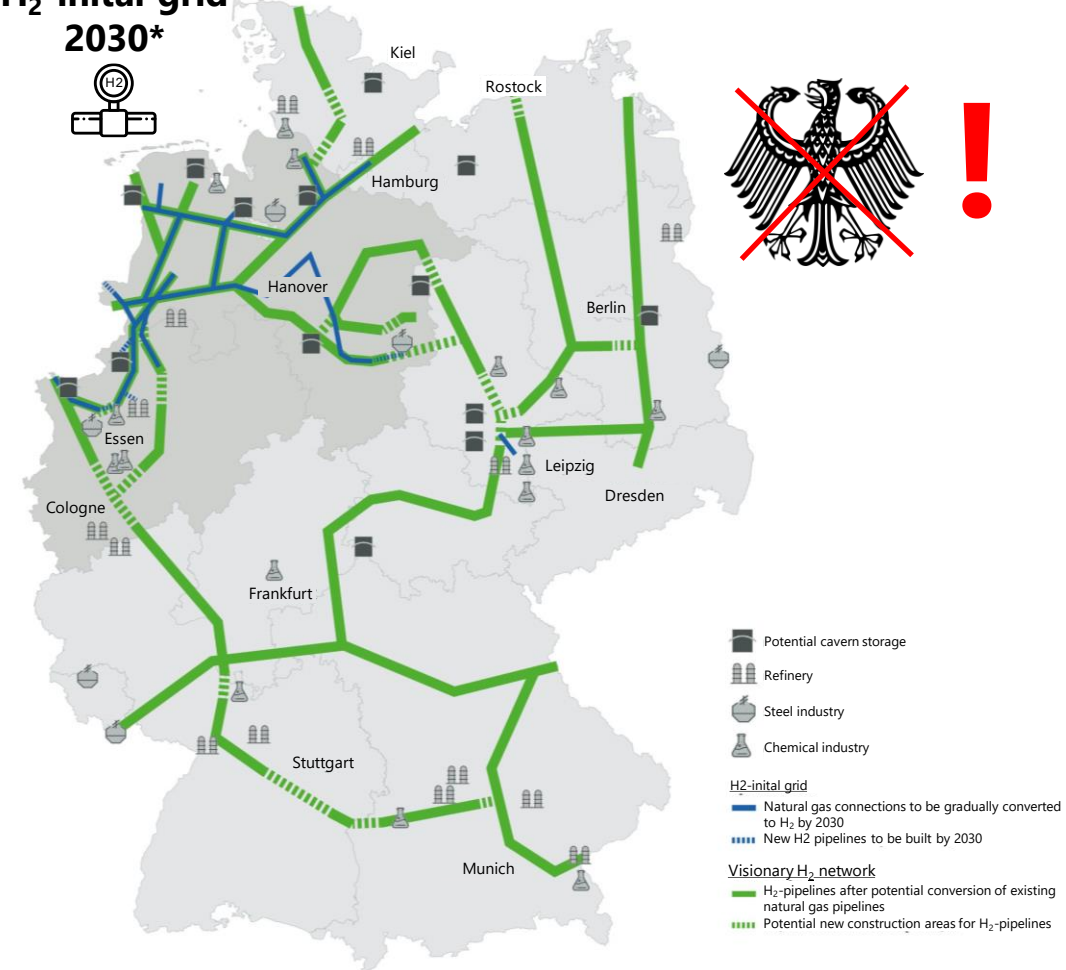 H₂-inital grid
2030*
H2
Kiel
Rostock
Hamburg
Hanover
Berlin
Essen
Leipzig
Dresden
Cologne
Frankfurt
Stuttgart
Munich
Potential cavern storage
Refinery
Steel industry
Chemical industry
H2-inital grid
Natural gas connections to be gradually converted
to H₂ by 2030
New H2 pipelines to be built by 2030
Visionary H₂ network
H₂-pipelines after potential conversion of existing
natural gas pipelines
Potential new construction areas for H₂-pipelines